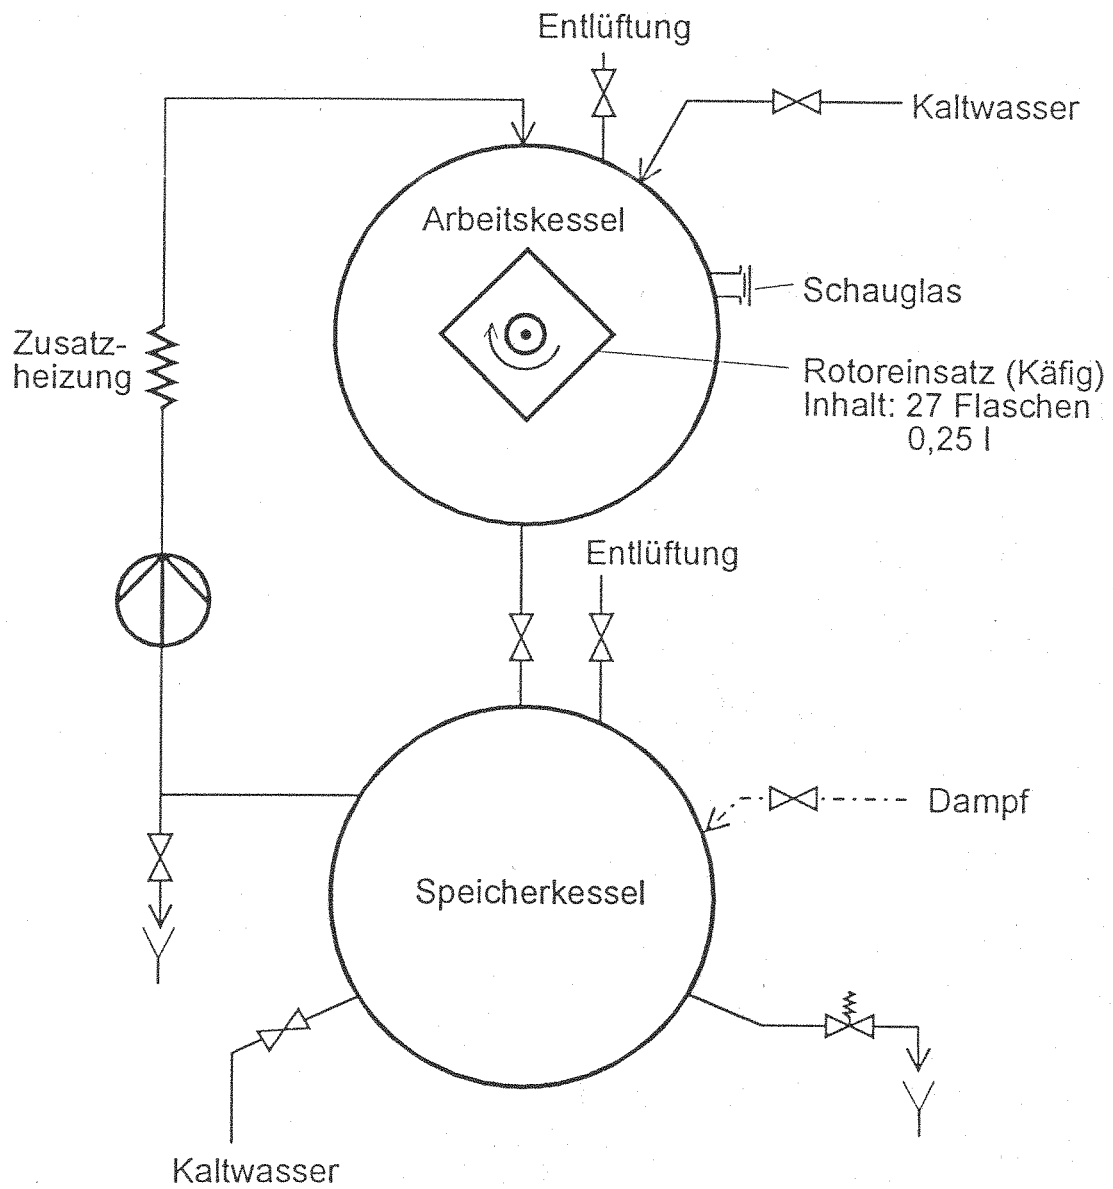 Entlüftung
Kaltwasser
Arbeitskessel
Schauglas
Zusatz-
heizung
Rotoreinsatz (Käfig)
Inhalt: 27 Flaschen
0,25 l
Entlüftung
Dampf
Speicherkessel
Kaltwasser